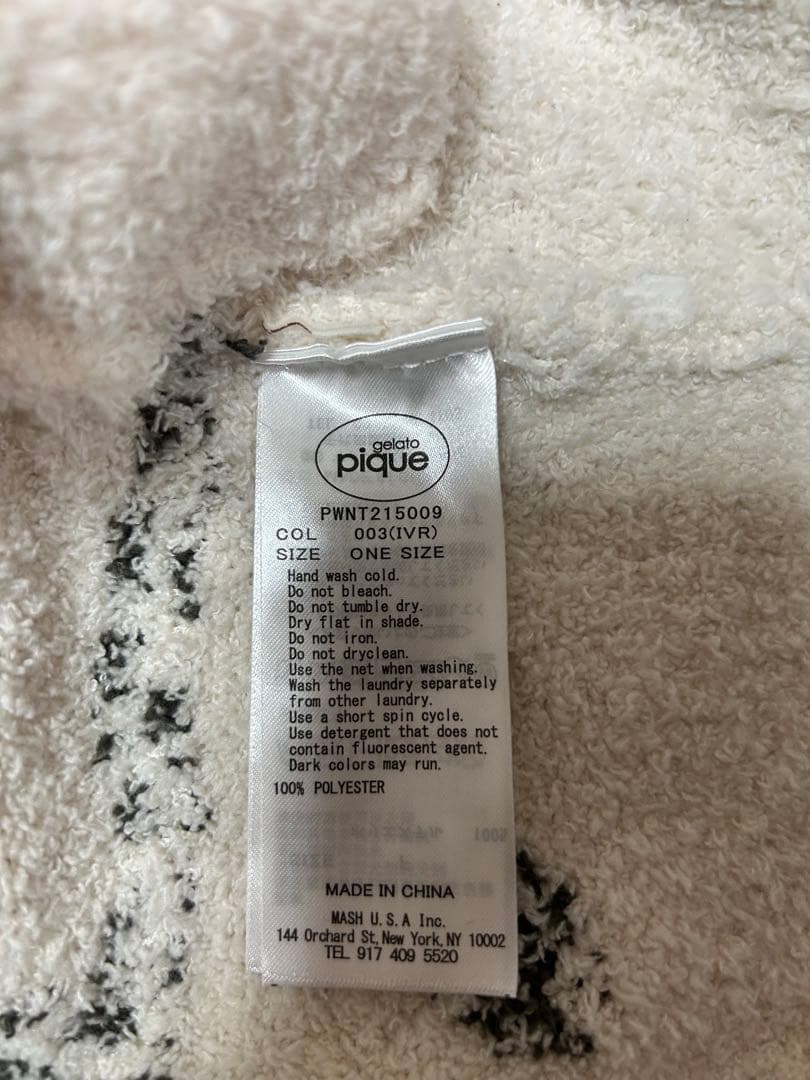 gelato
pique
PWNT215009
COL 003(IVR)
SIZE ONE SIZE
Hand wash cold.
Do not bleach.
Do not tumble dry.
Dry flat in shade.
Do not iron.
Do not dryclean.
Use the net when washing.
Wash the laundry separately
from other laundry.
Use a short spin cycle.
Use detergent that does not
contain fluorescent agent.
Dark colors may run.
100% POLYESTER
MADE IN CHINA
MASH U.S.A Inc.
144 Orchard St, New York, NY 10002
TEL 917 409 5520